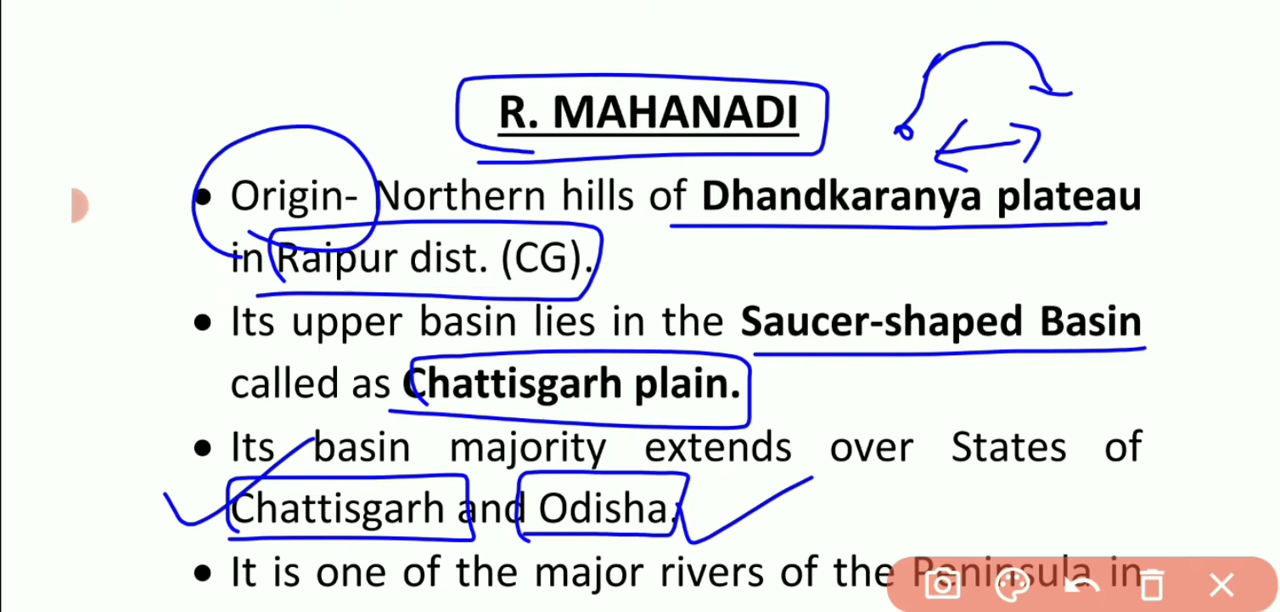 R. MAHANADI
• Origin- Northern hills of Dhandkaranya plateau
in Raipur dist. (CG).
• Its upper basin lies in the Saucer-shaped Basin
called as Chattisgarh plain.
• Its basin majority extends over States of
Chattisgarh and Odisha.
• It is one of the major rivers of the Peninsula in